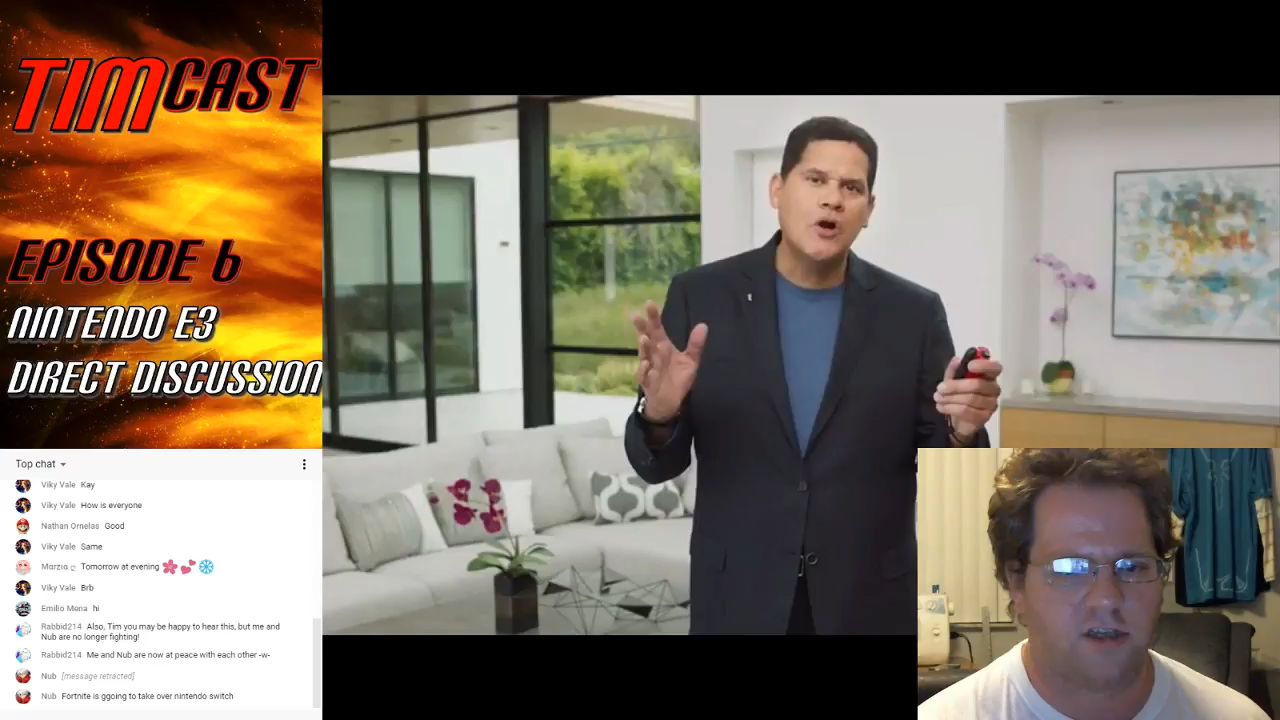 TIMCAST
EPISODE 6
NINTENDO E3
DIRECT DISCUSSION
Top chat
Viky Vale Kay
Viky Vale How is everyone
Nathan Ornelas Good
Viky Vale Same
Mαrzια ღ Tomorrow at evening
Viky Vale Brb
Emilio Mena hi
Rabbid214 Also, Tim you may be happy to hear this, but me and
Nub are no longer fighting!
Rabbid214 Me and Nub are now at peace with each other -w-
Nub [message retracted]
Nub Fortnite is ggoing to take over nintendo switch